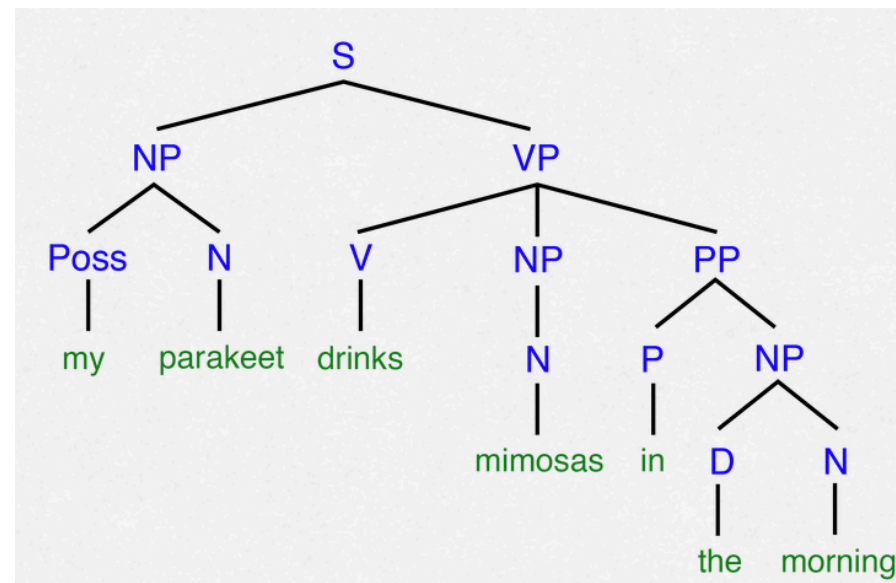 S
NP VP
Poss N V NP PP
my parakeet drinks N P NP
mimosas in D N
the morning